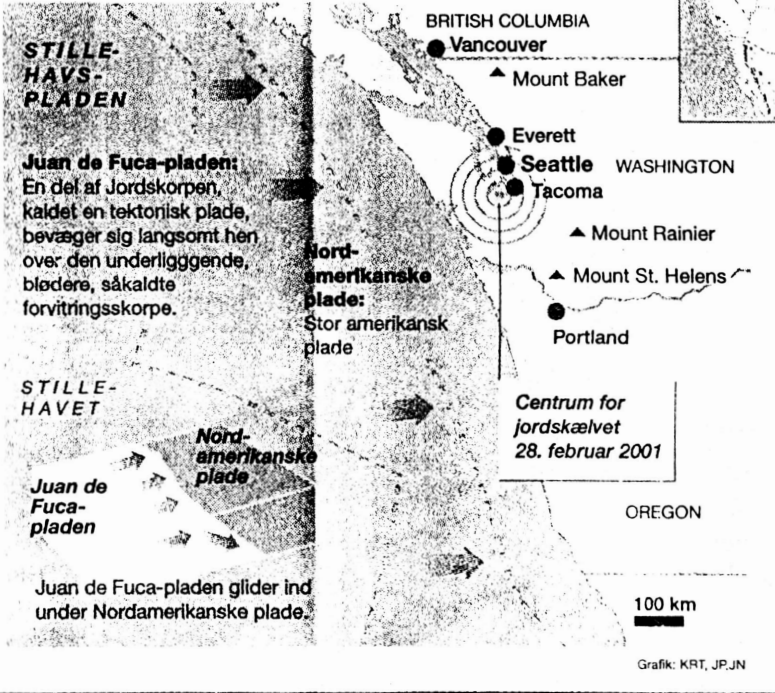 STILLE-
HAVS-
PLADEN
Juan de Fuca-pladen:
En del af Jordskorpen,
kaldet en tektonisk plade,
bevæger sig langsomt hen
over den underligggende,
blødere, såkaldte
forvitringsskorpe.
Nord-
amerikanske
plade:
Stor amerikansk
plade
STILLE-
HAVET
Nord-
amerikanske
plade
Juan de
Fuca-
pladen
Juan de Fuca-pladen glider ind
under Nordamerikanske plade.
BRITISH COLUMBIA
Vancouver
Mount Baker
Everett
Seattle
WASHINGTON
Tacoma
Mount Rainier
Mount St. Helens
Portland
Centrum for
jordskælvet
28. februar 2001
OREGON
100 km
Grafik: KRT, JP.JN